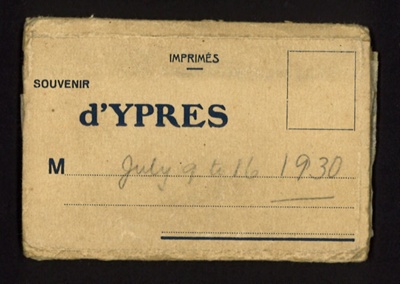 IMPRIMÉS
SOUVENIR
d'YPRES
M July 9 to 16 1930